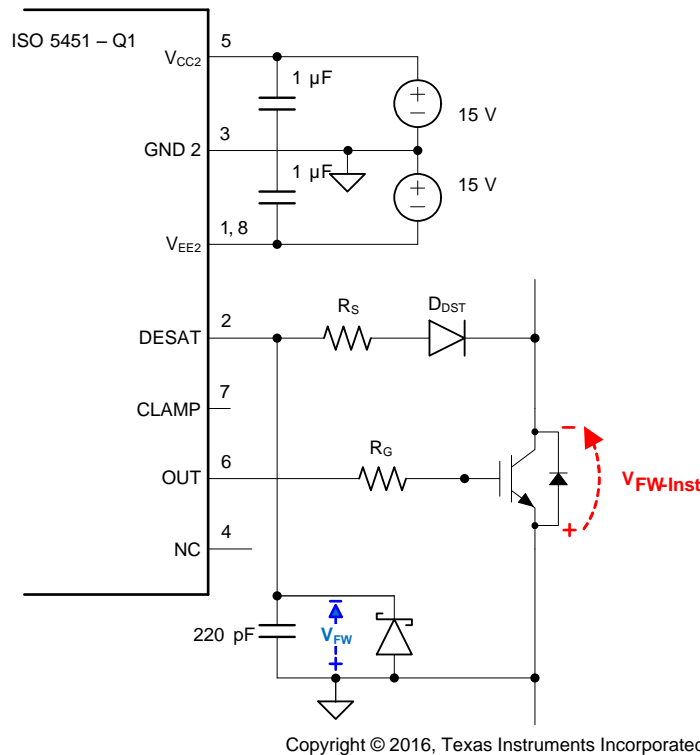 ISO 5451 – Q1
5
VCC2
1 µF
15 V
3
GND 2
1 µF
15 V
1, 8
VEE2
RS
DDST
2
DESAT
7
CLAMP
RG
6
OUT
VFW-Inst
4
NC
220 pF
VFW
Copyright © 2016, Texas Instruments Incorporated